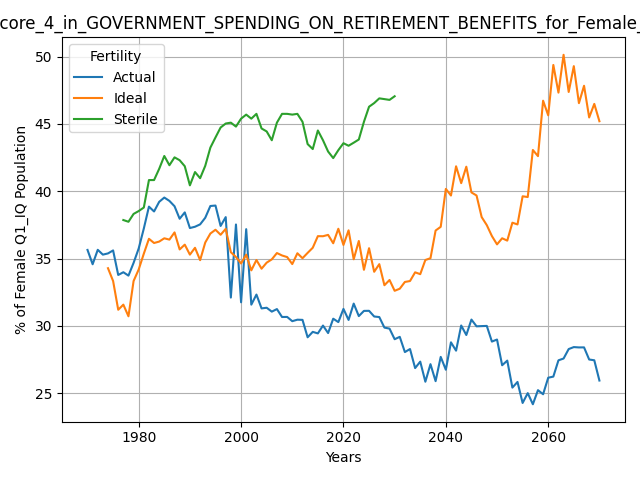 core_4_in_GOVERNMENT_SPENDING_ON_RETIREMENT_BENEFITS_for_Female_
Fertility
Actual
Ideal
Sterile
% of Female Q1_IQ Population
50
45
40
35
30
25
1980
2000
2020
2040
2060
Years